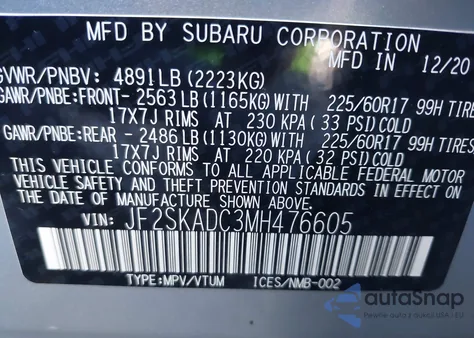 MFD. BY SUBARU CORPORATION
MFD. IN 12/20
GVWR/PNBV: 4891LB (2223KG)
GAWR/PNBE:FRONT- 2563LB(1165KG)WITH 225/60R17 99H TIRES
17X7J RIMS AT 230 KPA (33 PSI)COLD
GAWR/PNBE:REAR - 2486LB(1130KG)WITH 225/60R17 99H TIRES
17X7J RIMS AT 220 KPA (32 PSI)COLD
THIS VEHICLE CONFORMS TO ALL APPLICABLE FEDERAL MOTOR
VEHICLE SAFETY AND THEFT PREVENTION STANDARDS IN EFFECT ON
THE DATE OF MANUFACTURE SHOWN ABOVE.
VIN: JF2SKADC3MH476605
TYPE:MPV/VTUM ICES/NMB-002
autoSnap